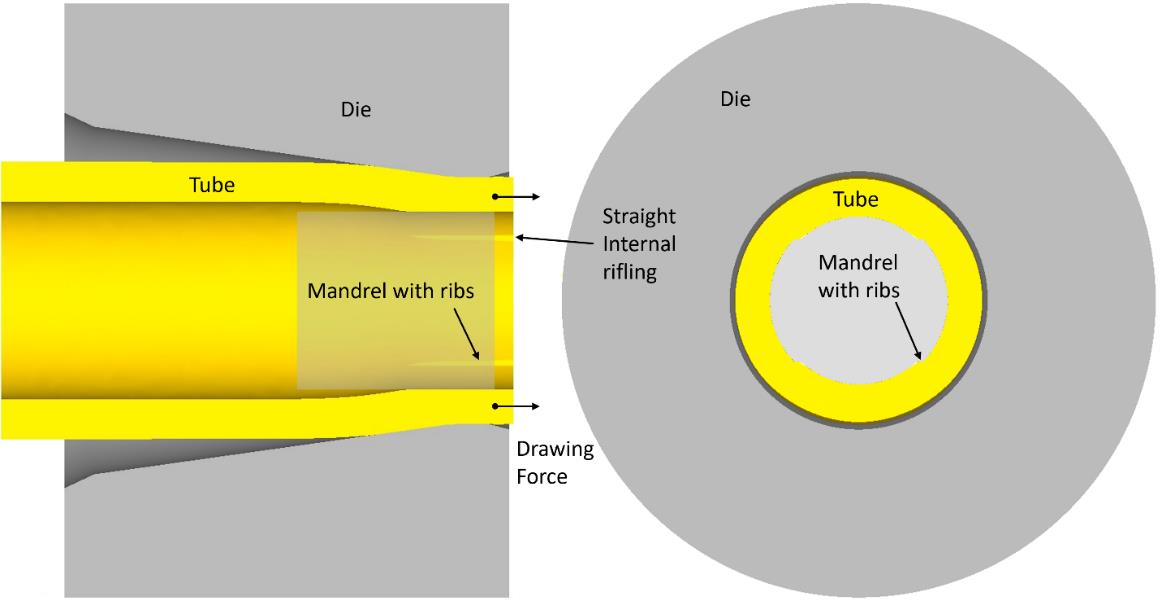 Die
Tube
Mandrel with ribs
Straight
Internal
rifling
Drawing
Force
Die
Tube
Mandrel
with ribs